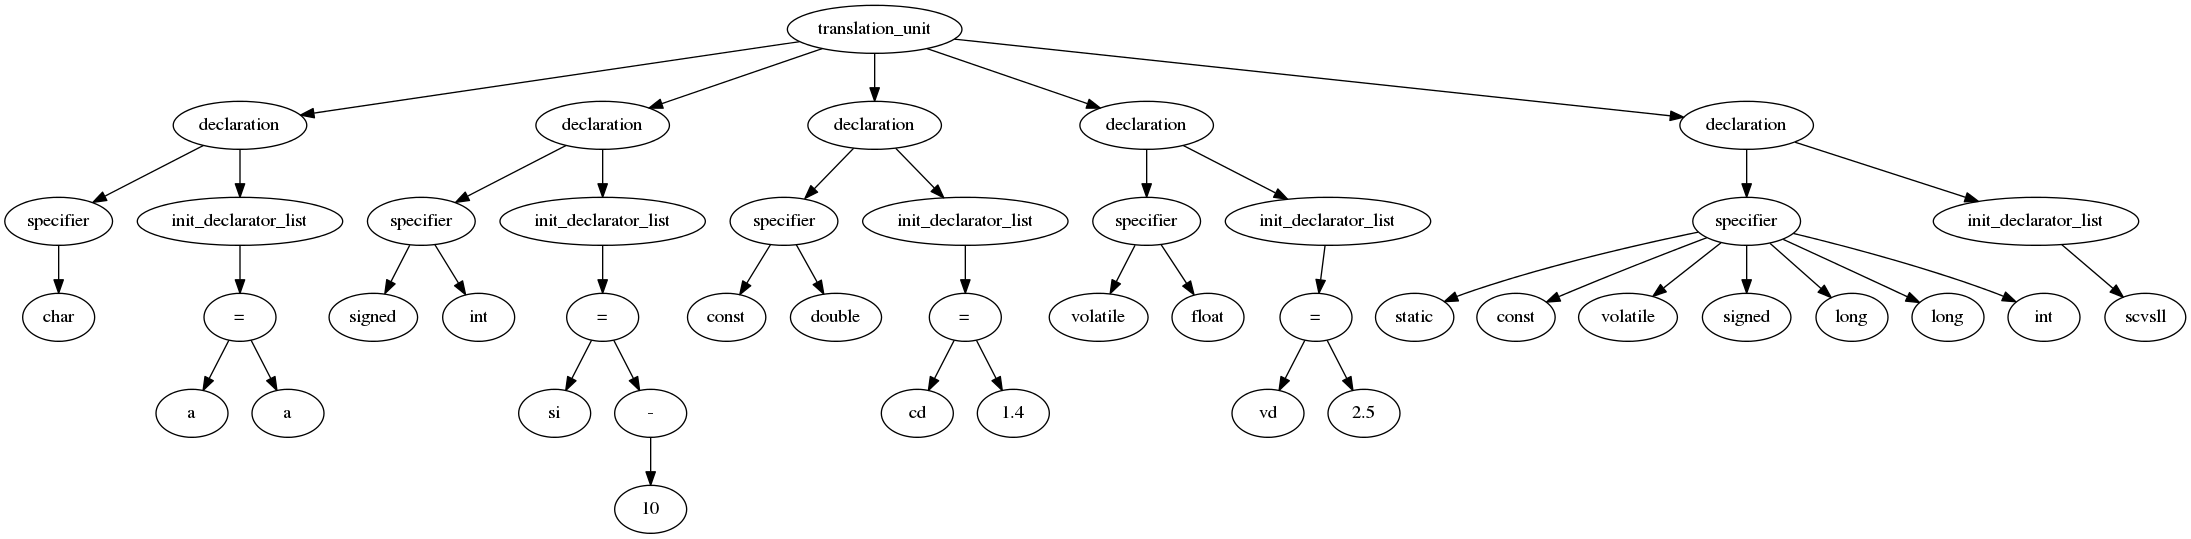 translation_unit
declaration declaration declaration declaration declaration
specifier init_declarator_list specifier init_declarator_list specifier init_declarator_list specifier init_declarator_list specifier init_declarator_list
char = signed int = const double = volatile float = static const volatile signed long long int scvsll
a a si - cd 1.4 vd 2.5
10